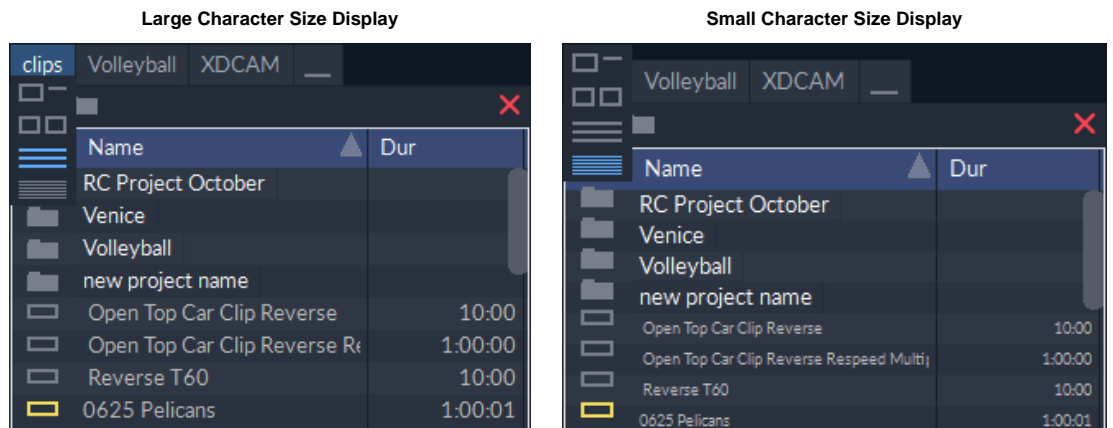 Large Character Size Display
clips Volleyball XDCAM
Name Dur
RC Project October
Venice
Volleyball
new project name
Open Top Car Clip Reverse 10:00
Open Top Car Clip Reverse Re 1:00:00
Reverse T60 10:00
0625 Pelicans 1:00:01
Small Character Size Display
Volleyball XDCAM
Name Dur
RC Project October
Venice
Volleyball
new project name
Open Top Car Clip Reverse 10:00
Open Top Car Clip Reverse Respeed Multip 1:00:00
Reverse T60 10:00
0625 Pelicans 1:00:01